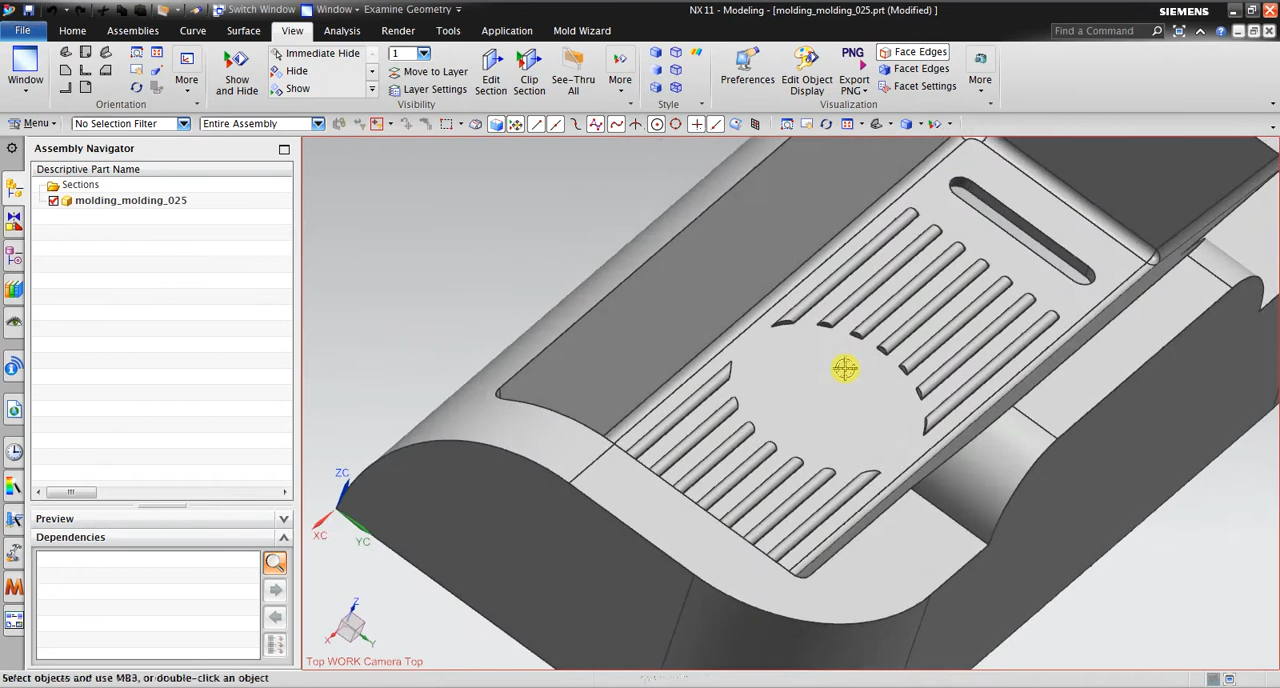 Switch Window Window Examine Geometry
NX 11 - Modeling - [molding_molding_025.prt (Modified) ]
SIEMENS
File Home Assemblies Curve Surface View Analysis Render Tools Application Mold Wizard
Find a Command
Window
More
Orientation
Show and Hide
Immediate Hide
Hide
Show
1
Move to Layer
Layer Settings
Visibility
Edit Section
Clip Section
See-Thru All
More
Style
Preferences
Edit Object Display
PNG
Export PNG
Face Edges
Facet Edges
Facet Settings
Visualization
More
Menu
No Selection Filter
Entire Assembly
Assembly Navigator
Descriptive Part Name
Sections
molding_molding_025
Preview
Dependencies
ZC
XC
YC
Z
X
Y
Top WORK Camera Top
Select objects and use MB3, or double-click an object